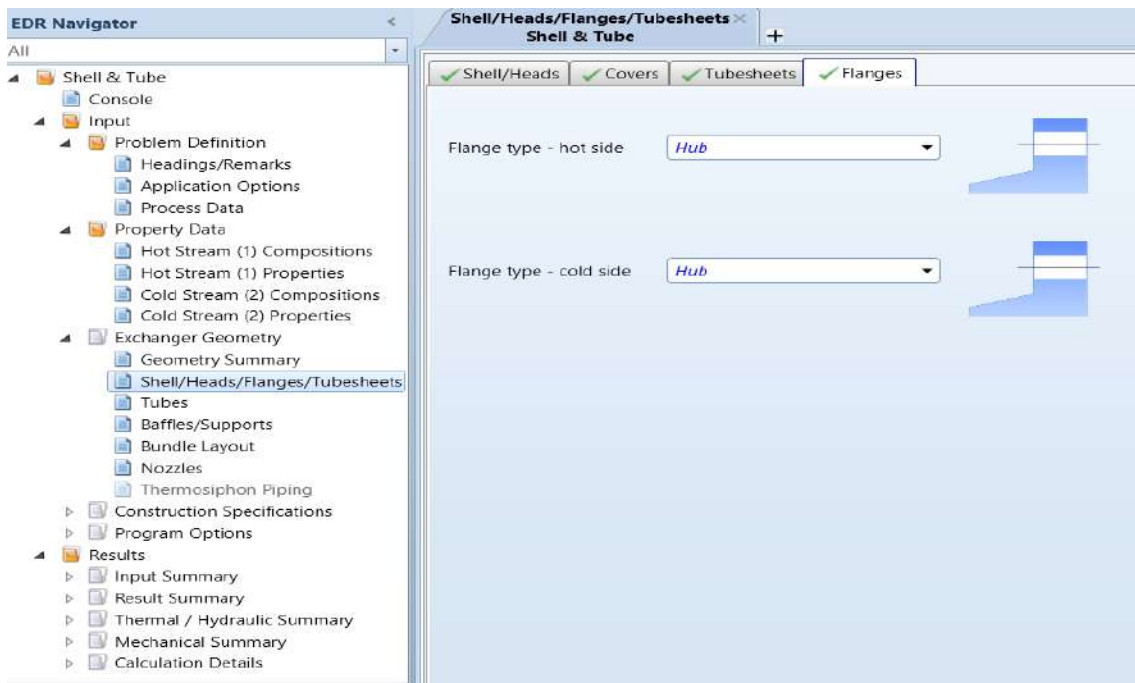 EDR Navigator
All
Shell & Tube
Console
Input
Problem Definition
Headings/Remarks
Application Options
Process Data
Property Data
Hot Stream (1) Compositions
Hot Stream (1) Properties
Cold Stream (2) Compositions
Cold Stream (2) Properties
Exchanger Geometry
Geometry Summary
Shell/Heads/Flanges/Tubesheets
Tubes
Baffles/Supports
Bundle Layout
Nozzles
Thermosiphon Piping
Construction Specifications
Program Options
Results
Input Summary
Result Summary
Thermal / Hydraulic Summary
Mechanical Summary
Calculation Details
Shell/Heads/Flanges/Tubesheets
Shell & Tube
Shell/Heads Covers Tubesheets Flanges
Flange type - hot side Hub
Flange type - cold side Hub